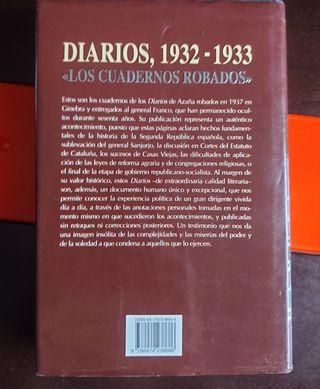 DIARIOS, 1932-1933
«LOS CUADERNOS ROBADOS»
Estos son los cuadernos de los Diarios de Azaña robados en 1937 en
Ginebra y entregados al general Franco, que han permanecido ocul-
tos durante sesenta años. Su publicación representa un auténtico
acontecimiento, puesto que estas páginas aclaran hechos fundamen-
tales de la historia de la Segunda República española, como la
sublevación del general Sanjurjo, la discusión en Cortes del Estatuto
de Cataluña, los sucesos de Casas Viejas, las dificultades de aplica-
ción de las leyes de reforma agraria y de congregaciones religiosas, o
el final de la etapa de gobierno republicano-socialista. Al margen de
su valor histórico, estos Diarios –de extraordinaria calidad literaria–
son, además, un documento humano único y excepcional, que nos
permite conocer la experiencia política de un gran dirigente vivida
día a día, a través de las anotaciones personales tomadas en el mo-
mento mismo en que sucedieron los acontecimientos, y publicadas
sin retoques ni correcciones posteriores. Un testimonio que nos da
una imagen insólita de las complejidades y las miserias del poder y
de la soledad a que condena a aquellos que lo ejercen.